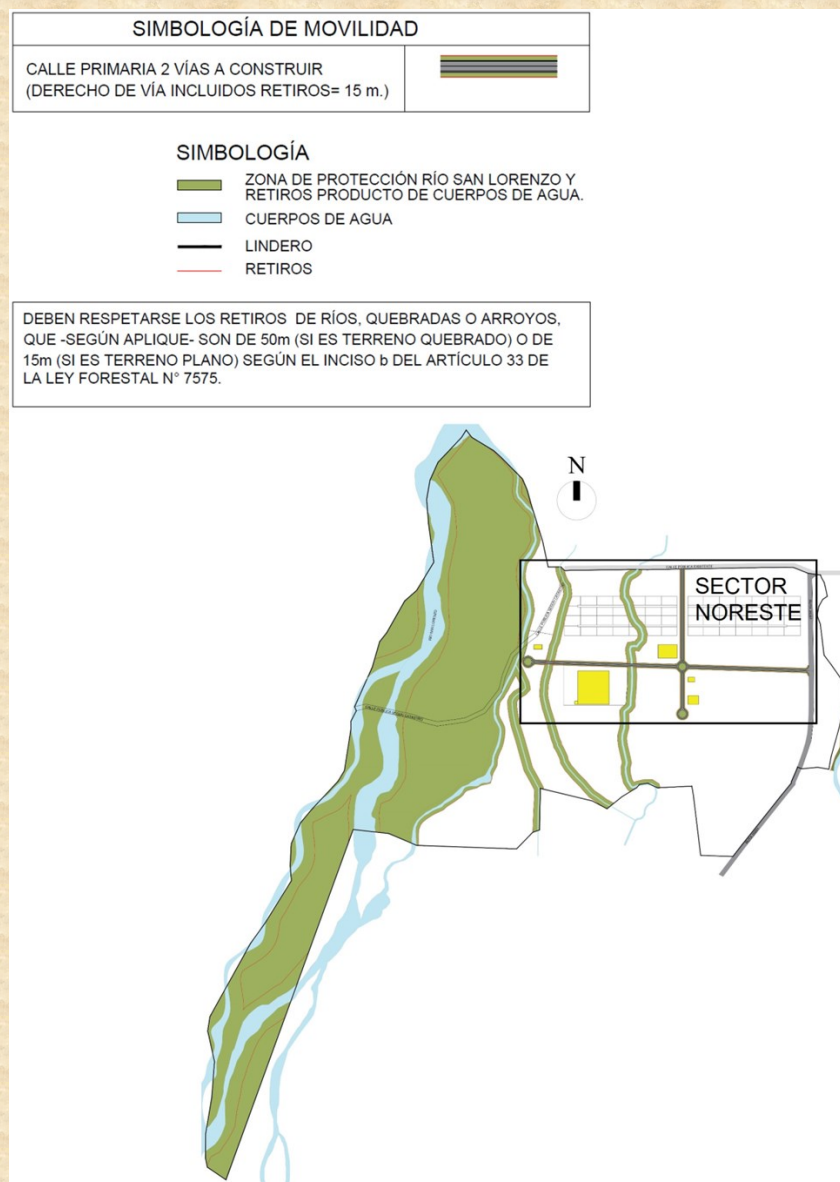 SIMBOLOGÍA DE MOVILIDAD
CALLE PRIMARIA 2 VÍAS A CONSTRUIR
(DERECHO DE VÍA INCLUIDOS RETIROS= 15 m.)
SIMBOLOGÍA
ZONA DE PROTECCIÓN RÍO SAN LORENZO Y
RETIROS PRODUCTO DE CUERPOS DE AGUA.
CUERPOS DE AGUA
LINDERO
RETIROS
DEBEN RESPETARSE LOS RETIROS DE RÍOS, QUEBRADAS O ARROYOS,
QUE -SEGÚN APLIQUE- SON DE 50m (SI ES TERRENO QUEBRADO) O DE
15m (SI ES TERRENO PLANO) SEGÚN EL INCISO b DEL ARTÍCULO 33 DE
LA LEY FORESTAL N° 7575.
N
SECTOR
NORESTE